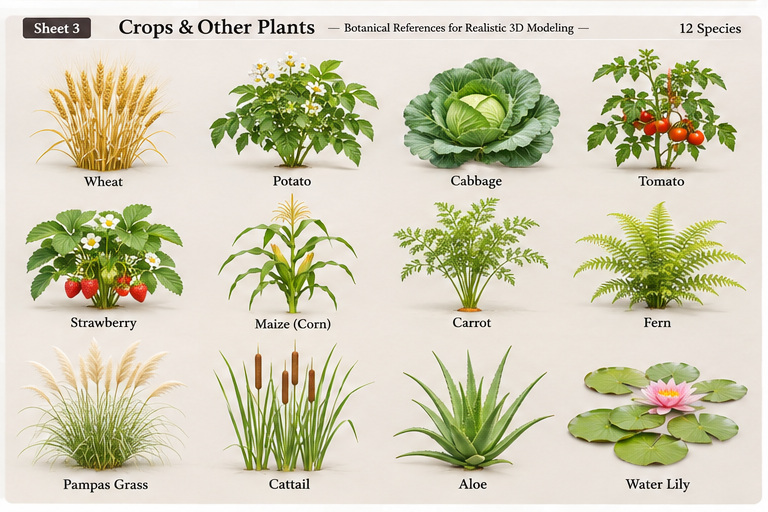 Sheet 3 Crops & Other Plants — Botanical References for Realistic 3D Modeling — 12 Species
Wheat Potato Cabbage Tomato
Strawberry Maize (Corn) Carrot Fern
Pampas Grass Cattail Aloe Water Lily